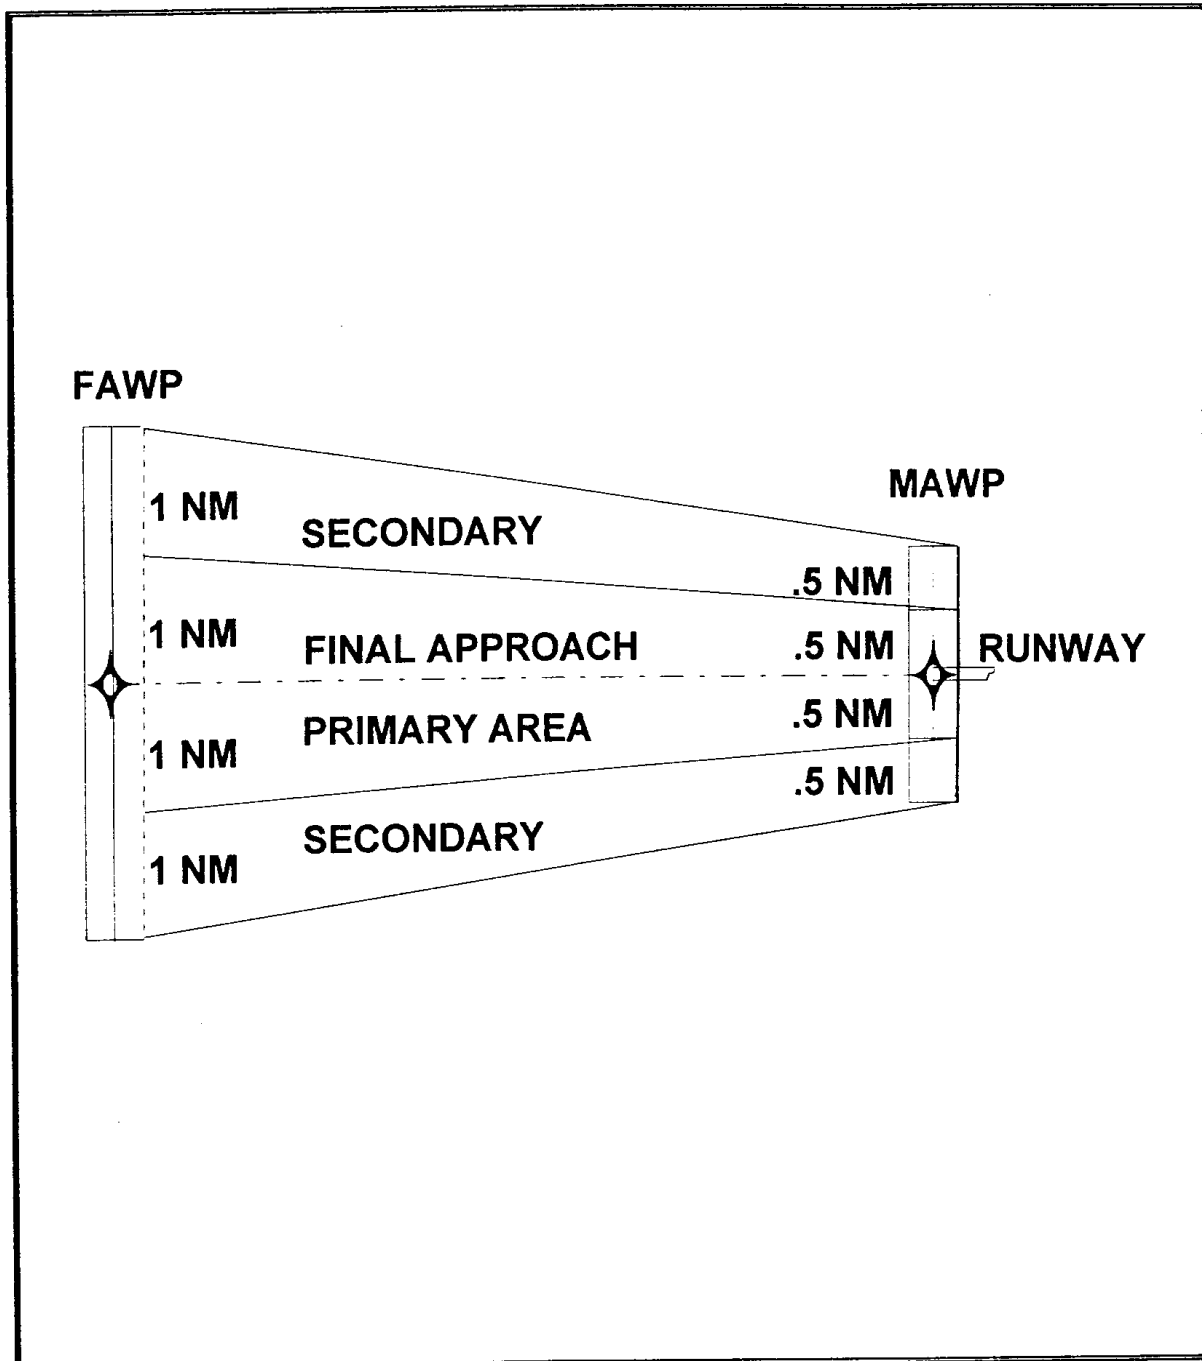 FAWP
MAWP
1 NM
SECONDARY
.5 NM
1 NM
FINAL APPROACH
.5 NM
RUNWAY
1 NM
PRIMARY AREA
.5 NM
.5 NM
1 NM
SECONDARY